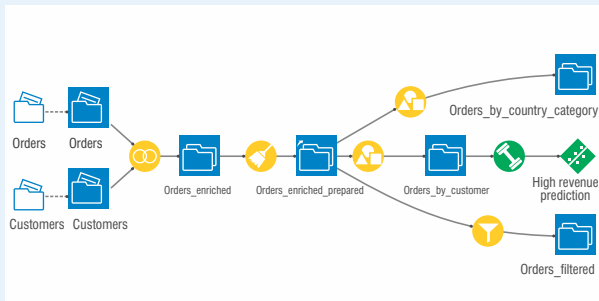 Orders_by_country_category
Orders
Orders
Orders_enriched
Orders_enriched_prepared
Orders_by_customer
High revenue
prediction
Customers
Customers
Orders_filtered